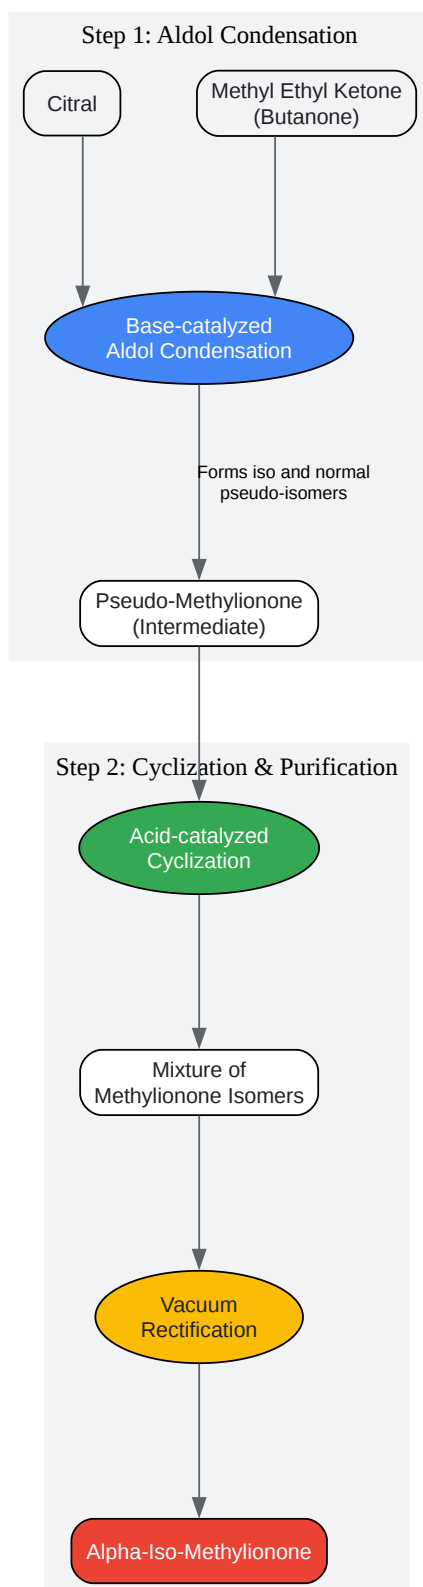 Step 1: Aldol Condensation
Citral
Methyl Ethyl Ketone
(Butanone)
Base-catalyzed
Aldol Condensation
Forms iso and normal
pseudo-isomers
Pseudo-Methylionone
(Intermediate)
Step 2: Cyclization & Purification
Acid-catalyzed
Cyclization
Mixture of
Methylionone Isomers
Vacuum
Rectification
Alpha-Iso-Methylionone